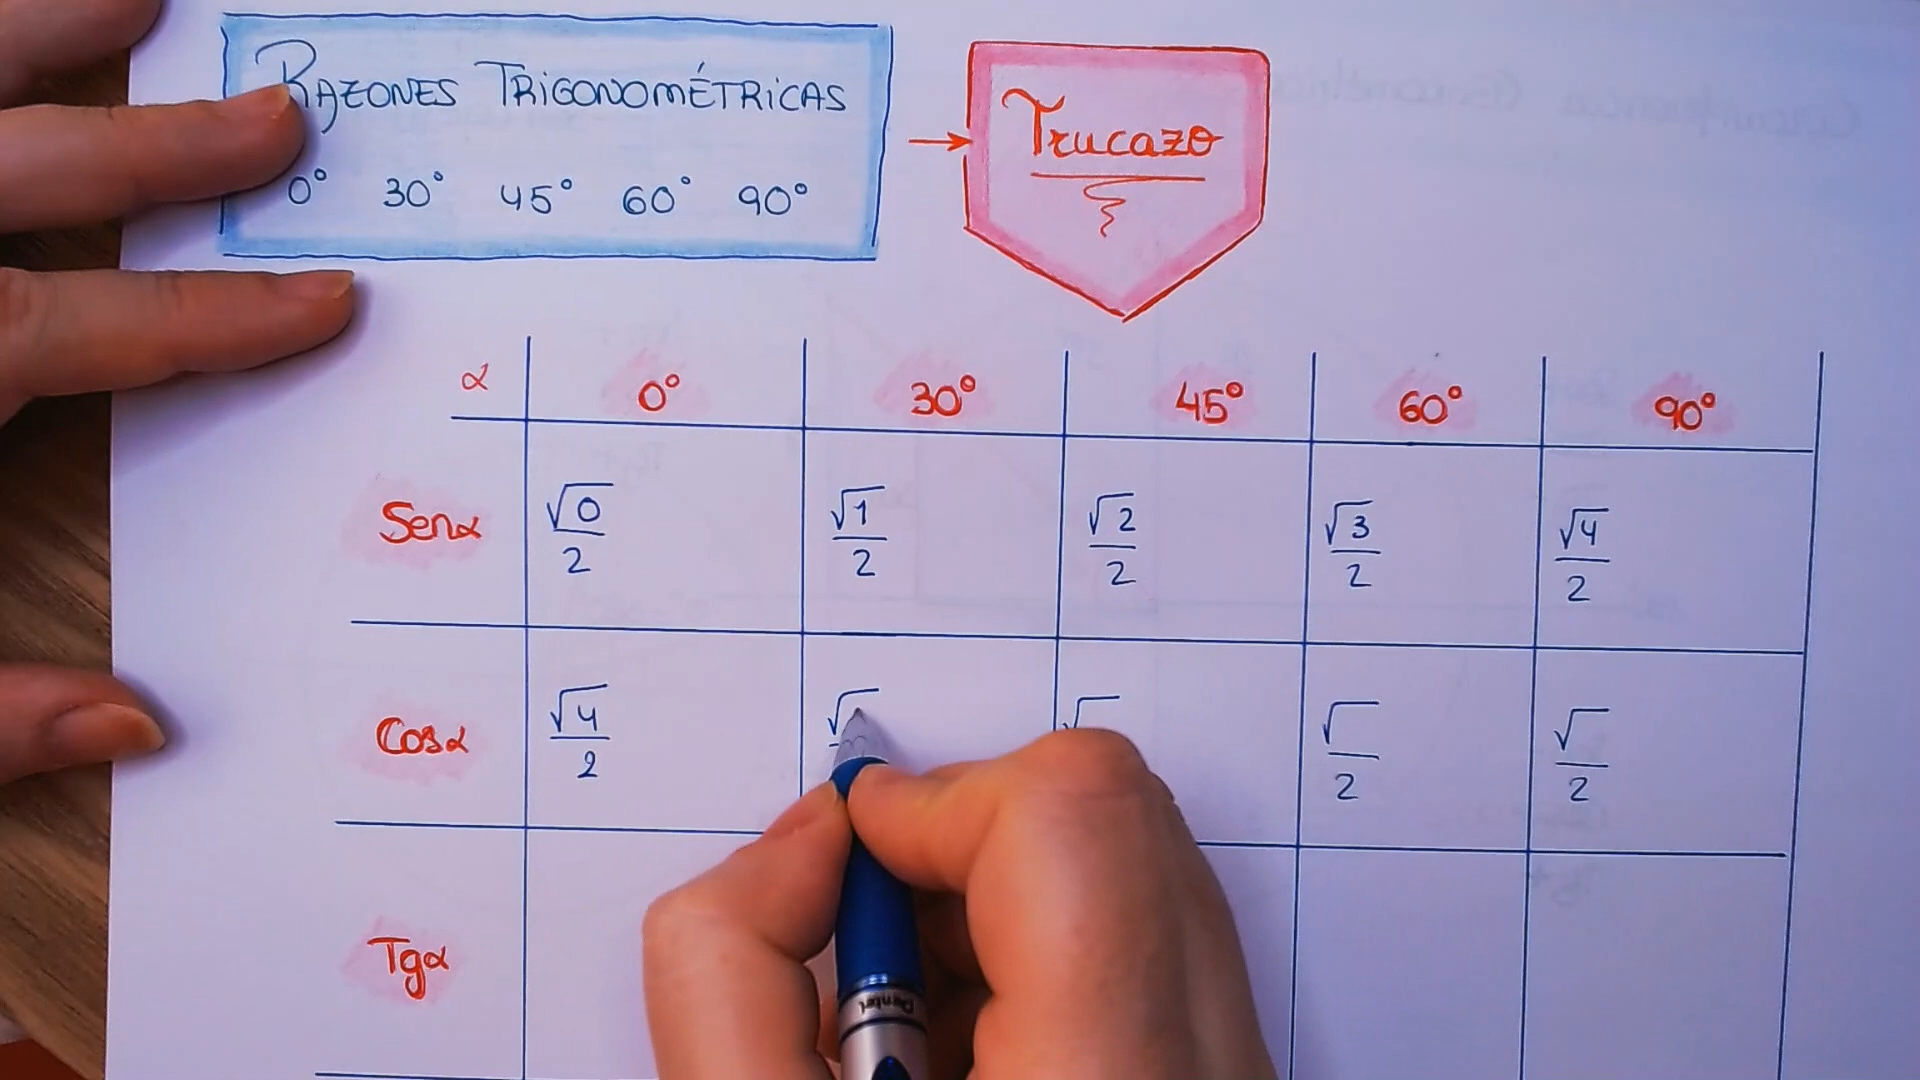 RAZONES TRIGONOMÉTRICAS
0° 30° 45° 60° 90°
Trucazo
α 0° 30° 45° 60° 90°
Senα √0/2 √1/2 √2/2 √3/2 √4/2
Cosα √4/2 √ √ √/2 √/2
Tgα
Pentel